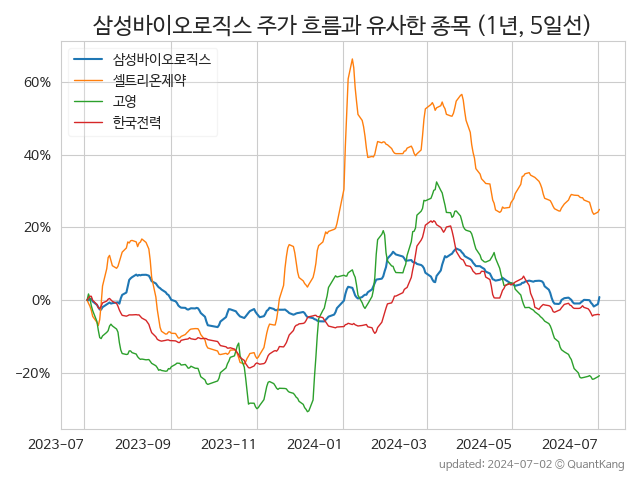 삼성바이오로직스 주가 흐름과 유사한 종목 (1년, 5일선)
삼성바이오로직스
셀트리온제약
고영
한국전력
60%
40%
20%
0%
−20%
2023-07 2023-09 2023-11 2024-01 2024-03 2024-05 2024-07
updated: 2024-07-02 © QuantKang